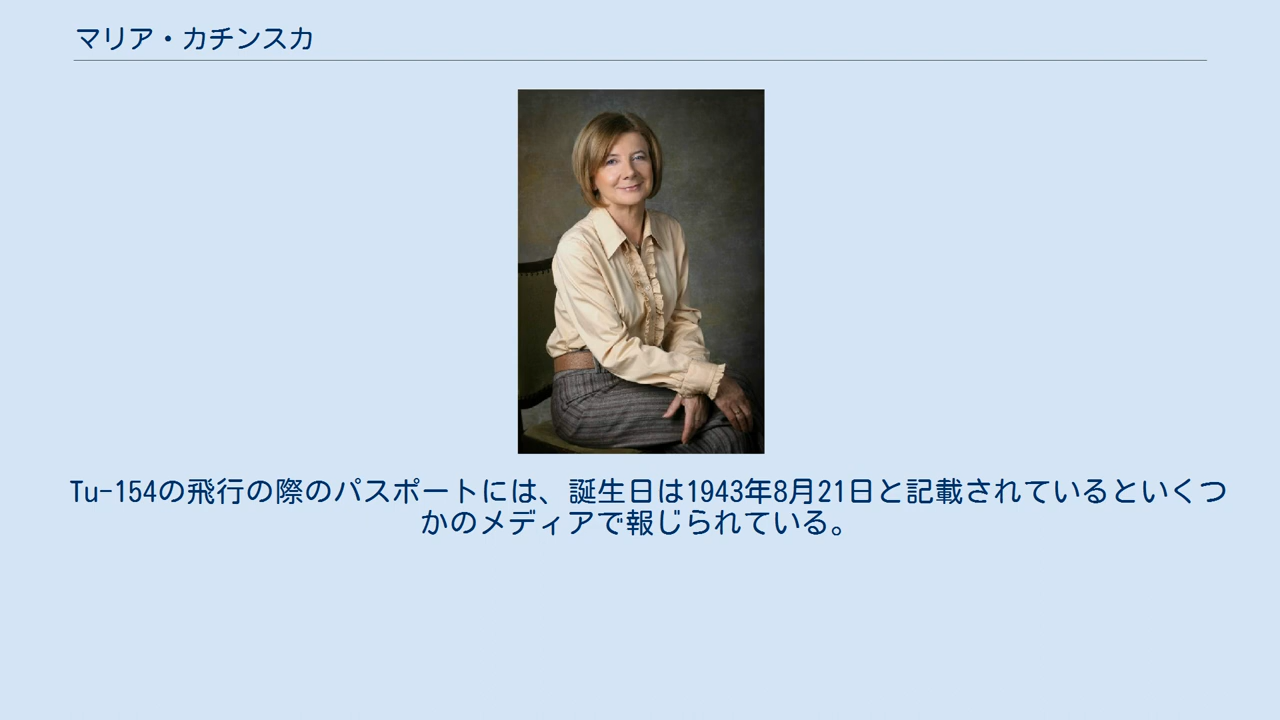 マリア・カチンスカ
Tu-154の飛行の際のパスポートには、誕生日は1943年8月21日と記載されているといくつ
かのメディアで報じられている。